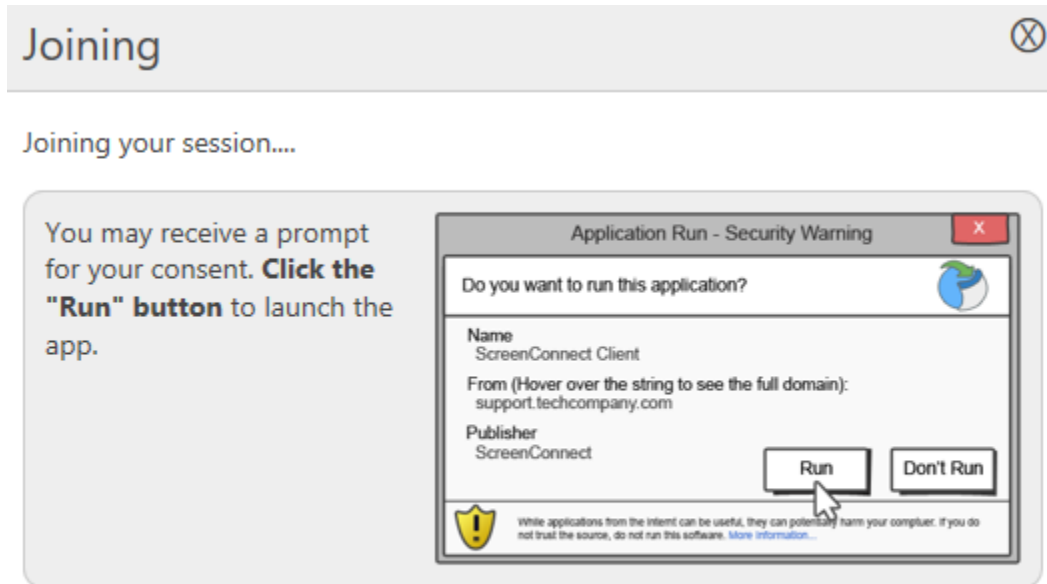 Joining
Joining your session....
You may receive a prompt
for your consent. Click the
"Run" button to launch the
app.
Application Run - Security Warning
X
Do you want to run this application?
Name
ScreenConnect Client
From (Hover over the string to see the full domain):
support.techcompany.com
Publisher
ScreenConnect
Run
Don't Run
While applications from the internt can be useful, they can potentially harm your comptuer. If you do
not trust the source, do not run this software. More Information...